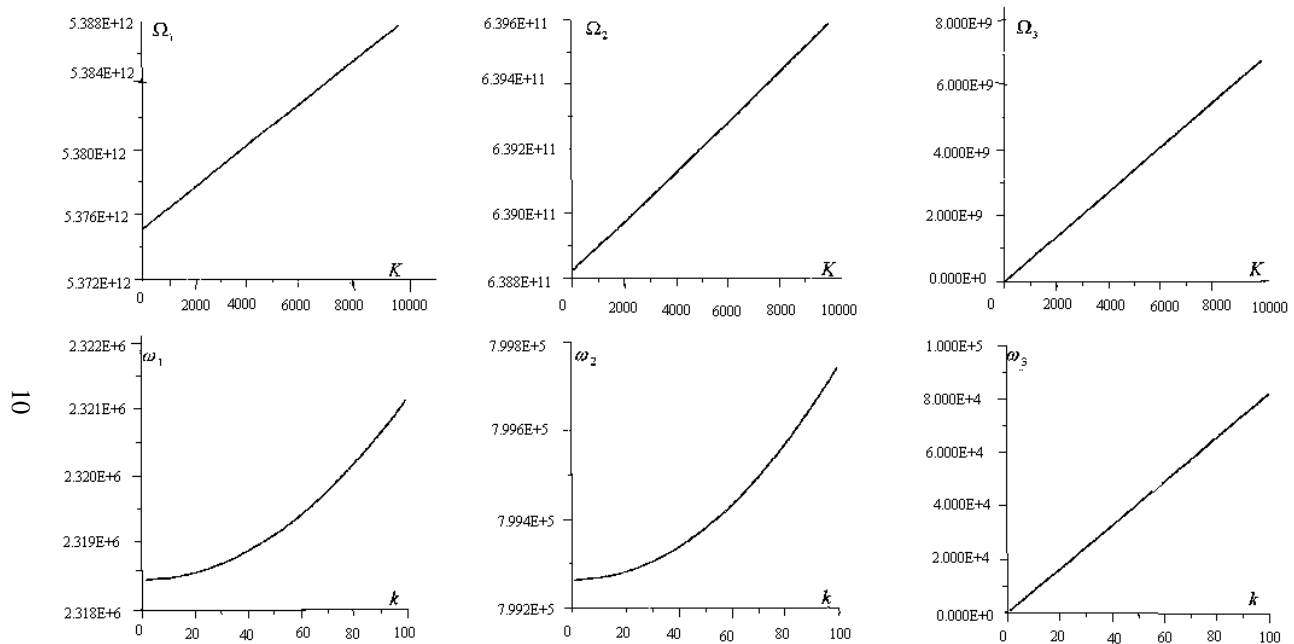 5.388E+12
Ω₁
5.384E+12
5.380E+12
5.376E+12
5.372E+12
K
0 2000 4000 6000 8000 10000
6.396E+11
Ω₂
6.394E+11
6.392E+11
6.390E+11
6.388E+11
K
0 2000 4000 6000 8000 10000
8.000E+9
Ω₃
6.000E+9
4.000E+9
2.000E+9
0.000E+0
K
0 2000 4000 6000 8000 10000
2.322E+6
ω₁
2.321E+6
2.320E+6
2.319E+6
2.318E+6
k
0 20 40 60 80 100
7.998E+5
ω₂
7.996E+5
7.994E+5
7.992E+5
k
0 20 40 60 80 100
1.000E+5
ω₃
8.000E+4
6.000E+4
4.000E+4
2.000E+4
0.000E+0
k
0 20 40 60 80 100
10